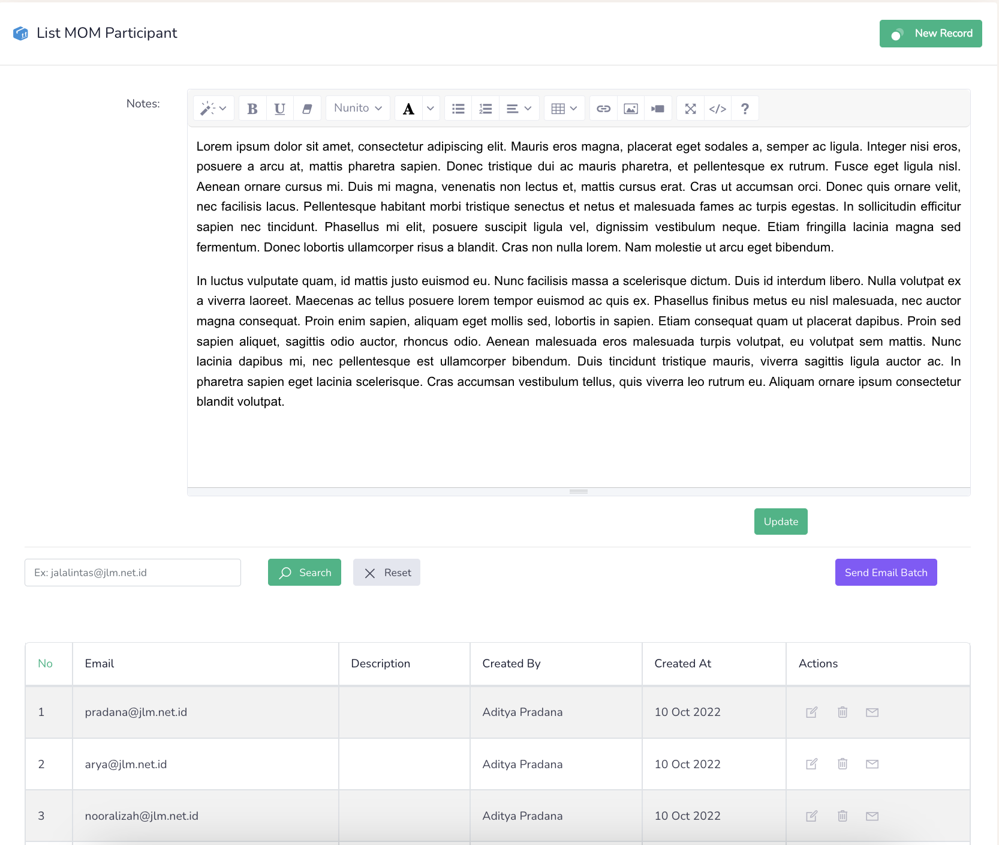 List MOM Participant
New Record
Notes:
B U Nunito A </> ?
Lorem ipsum dolor sit amet, consectetur adipiscing elit. Mauris eros magna, placerat eget sodales a, semper ac ligula. Integer nisi eros,
posuere a arcu at, mattis pharetra sapien. Donec tristique dui ac mauris pharetra, et pellentesque ex rutrum. Fusce eget ligula nisl.
Aenean ornare cursus mi. Duis mi magna, venenatis non lectus et, mattis cursus erat. Cras ut accumsan orci. Donec quis ornare velit,
nec facilisis lacus. Pellentesque habitant morbi tristique senectus et netus et malesuada fames ac turpis egestas. In sollicitudin efficitur
sapien nec tincidunt. Phasellus mi elit, posuere suscipit ligula vel, dignissim vestibulum neque. Etiam fringilla lacinia magna sed
fermentum. Donec lobortis ullamcorper risus a blandit. Cras non nulla lorem. Nam molestie ut arcu eget bibendum.
In luctus vulputate quam, id mattis justo euismod eu. Nunc facilisis massa a scelerisque dictum. Duis id interdum libero. Nulla volutpat ex
a viverra laoreet. Maecenas ac tellus posuere lorem tempor euismod ac quis ex. Phasellus finibus metus eu nisl malesuada, nec auctor
magna consequat. Proin enim sapien, aliquam eget mollis sed, lobortis in sapien. Etiam consequat quam ut placerat dapibus. Proin sed
sapien aliquet, sagittis odio auctor, rhoncus odio. Aenean malesuada eros malesuada turpis volutpat, eu volutpat sem mattis. Nunc
lacinia dapibus mi, nec pellentesque est ullamcorper bibendum. Duis tincidunt tristique mauris, viverra sagittis ligula auctor ac. In
pharetra sapien eget lacinia scelerisque. Cras accumsan vestibulum tellus, quis viverra leo rutrum eu. Aliquam ornare ipsum consectetur
blandit volutpat.
Update
Ex: jalalintas@jlm.net.id Search Reset Send Email Batch
No Email Description Created By Created At Actions
1 pradana@jlm.net.id Aditya Pradana 10 Oct 2022
2 arya@jlm.net.id Aditya Pradana 10 Oct 2022
3 nooralizah@jlm.net.id Aditya Pradana 10 Oct 2022